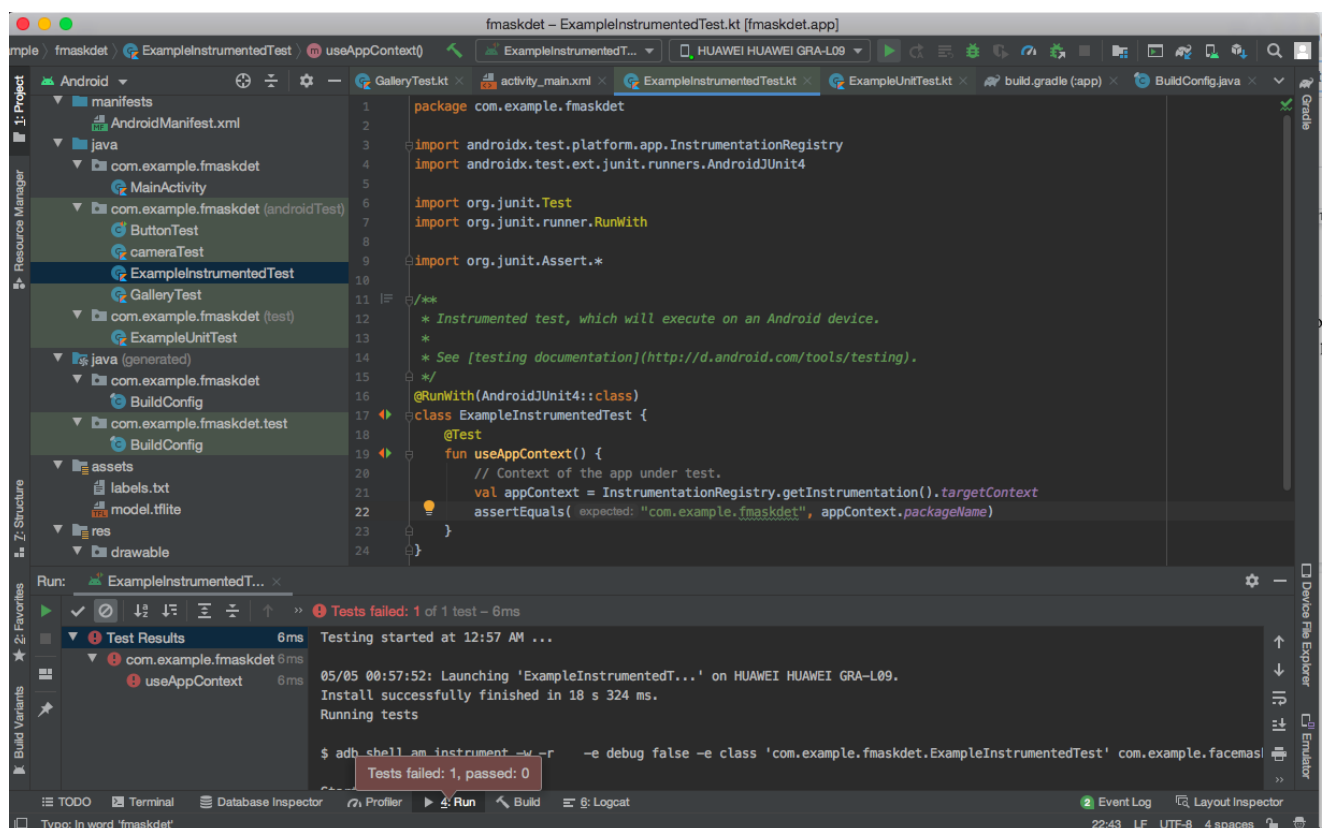 fmaskdet – ExampleInstrumentedTest.kt [fmaskdet.app]
fmaskdet ExampleInstrumentedTest useAppContext() ExampleInstrumentedT... HUAWEI HUAWEI GRA-L09
1: Project
Resource Manager
Z: Structure
2: Favorites
Build Variants
Android
manifests
AndroidManifest.xml
java
com.example.fmaskdet
MainActivity
com.example.fmaskdet (androidTest)
ButtonTest
cameraTest
ExampleInstrumentedTest
GalleryTest
com.example.fmaskdet (test)
ExampleUnitTest
java (generated)
com.example.fmaskdet
BuildConfig
com.example.fmaskdet.test
BuildConfig
assets
labels.txt
model.tflite
res
drawable
GalleryTest.kt activity_main.xml ExampleInstrumentedTest.kt ExampleUnitTest.kt build.gradle (:app) BuildConfig.java
1 package com.example.fmaskdet
2
3 import androidx.test.platform.app.InstrumentationRegistry
4 import androidx.test.ext.junit.runners.AndroidJUnit4
5
6 import org.junit.Test
7 import org.junit.runner.RunWith
8
9 import org.junit.Assert.*
10
11 /**
12 * Instrumented test, which will execute on an Android device.
13 *
14 * See [testing documentation](http://d.android.com/tools/testing).
15 */
16 @RunWith(AndroidJUnit4::class)
17 class ExampleInstrumentedTest {
18 @Test
19 fun useAppContext() {
20 // Context of the app under test.
21 val appContext = InstrumentationRegistry.getInstrumentation().targetContext
22 assertEquals( expected: "com.example.fmaskdet", appContext.packageName)
23 }
24 }
Gradle
Device File Explorer
Emulator
Run: ExampleInstrumentedT...
Tests failed: 1 of 1 test – 6ms
Test Results 6ms
com.example.fmaskdet 6ms
useAppContext 6ms
Testing started at 12:57 AM ...
05/05 00:57:52: Launching 'ExampleInstrumentedT...' on HUAWEI HUAWEI GRA-L09.
Install successfully finished in 18 s 324 ms.
Running tests
$ adb shell am instrument -w -r -e debug false -e class 'com.example.fmaskdet.ExampleInstrumentedTest' com.example.facemas
Tests failed: 1, passed: 0
TODO Terminal Database Inspector Profiler 4: Run Build 6: Logcat 2 Event Log Layout Inspector
Typo: In word 'fmaskdet' 22:43 LF UTF-8 4 spaces